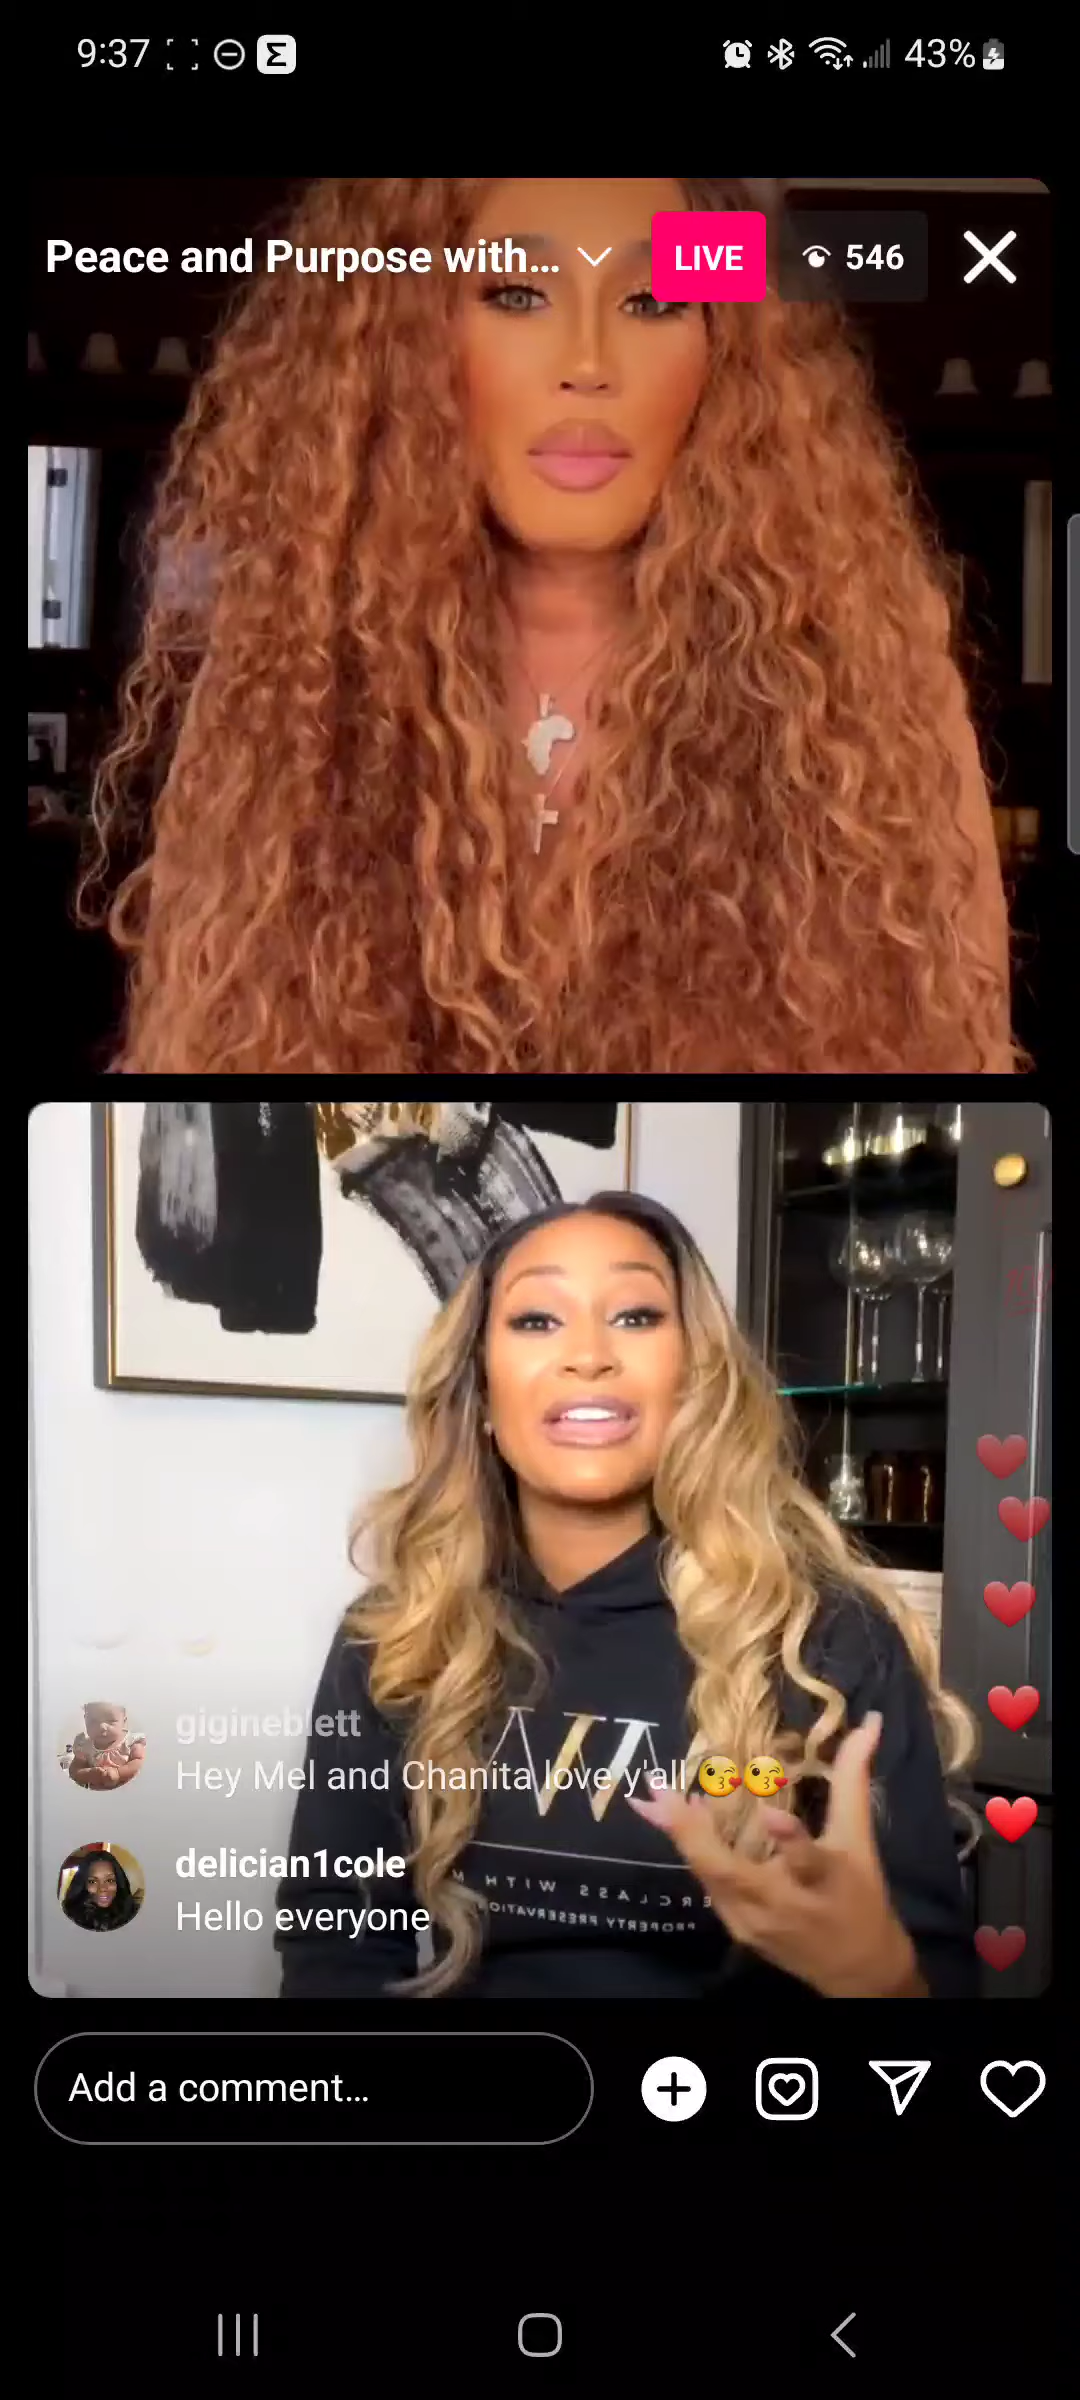 9:37
43%
Peace and Purpose with...
LIVE
546
gigineblett
Hey Mel and Chanita love y'all 😘😘
delician1cole
Hello everyone
Add a comment...